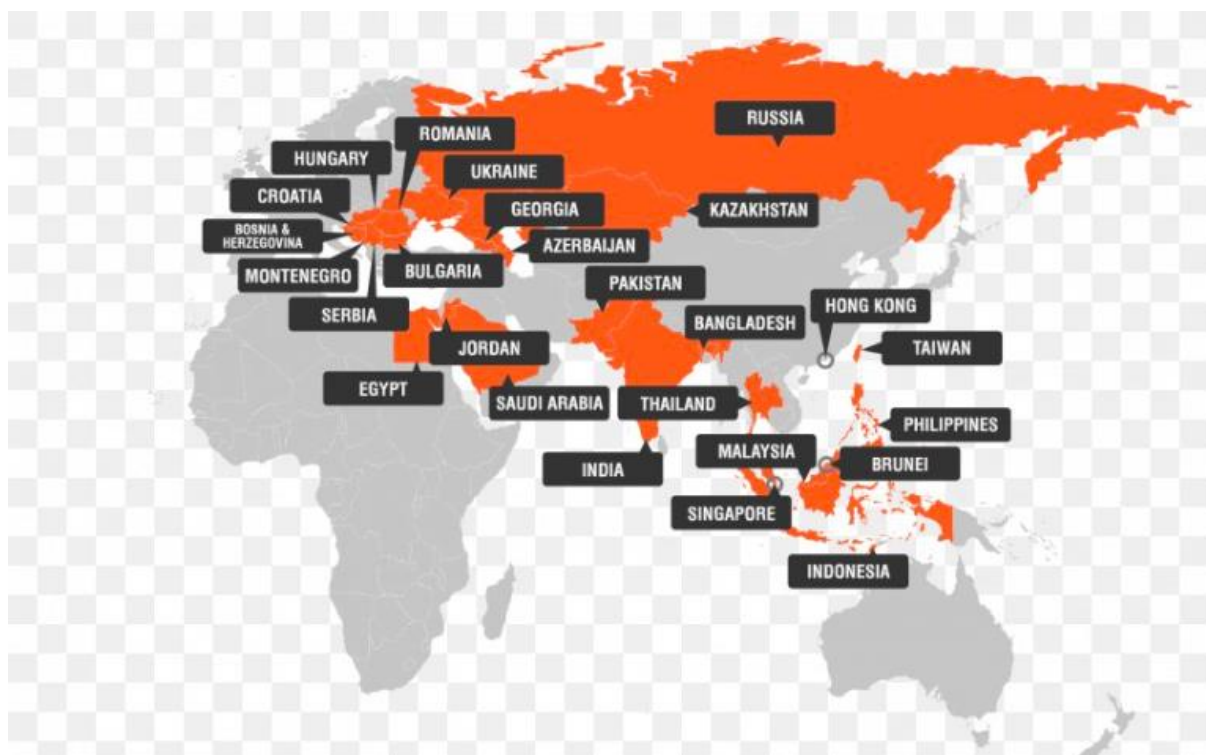 RUSSIA
ROMANIA
HUNGARY
UKRAINE
CROATIA
GEORGIA
KAZAKHSTAN
BOSNIA &
HERZEGOVINA
AZERBAIJAN
MONTENEGRO
BULGARIA
PAKISTAN
HONG KONG
SERBIA
BANGLADESH
JORDAN
TAIWAN
EGYPT
SAUDI ARABIA
THAILAND
PHILIPPINES
MALAYSIA
INDIA
BRUNEI
SINGAPORE
INDONESIA